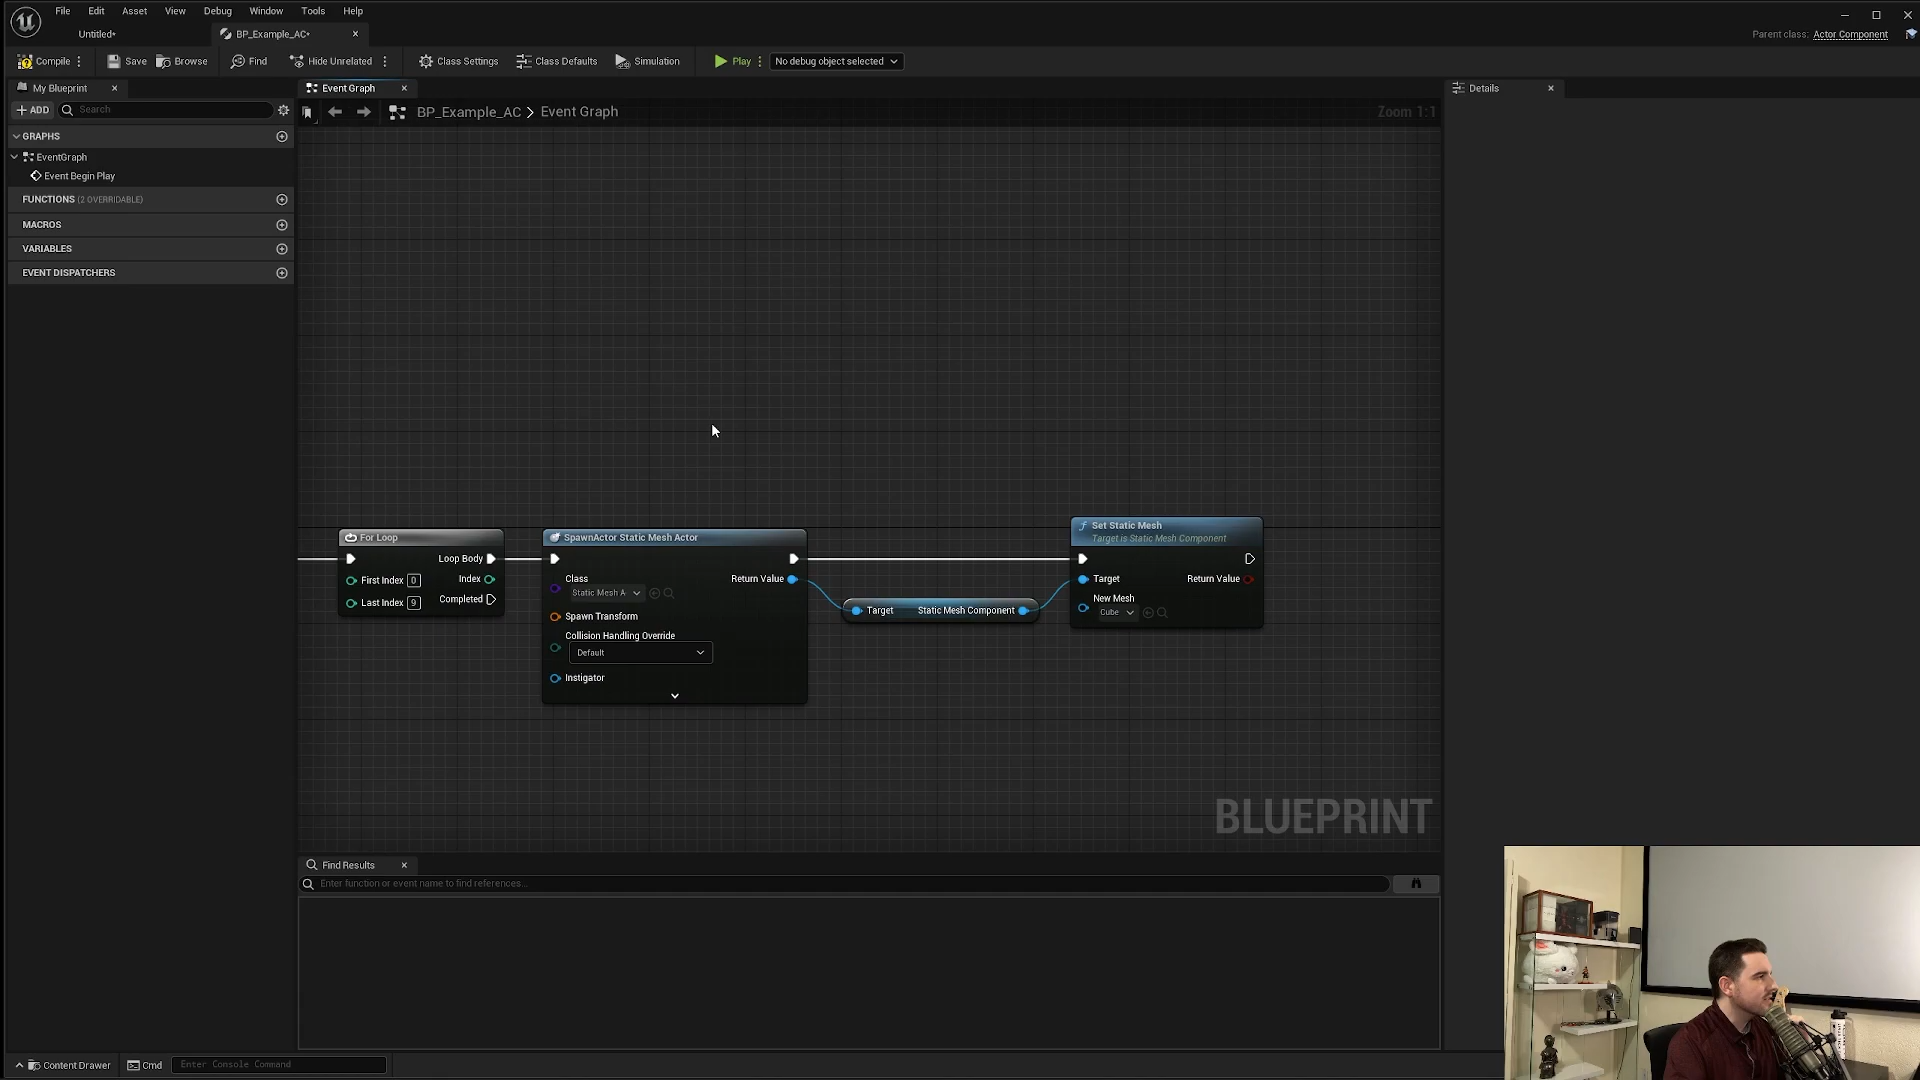 File Edit Asset View Debug Window Tools Help
Untitled*
BP_Example_AC*
Parent class: Actor Component
Compile
Save
Browse
Find
Hide Unrelated
Class Settings
Class Defaults
Simulation
Play
No debug object selected
My Blueprint
ADD
Search
GRAPHS
EventGraph
Event Begin Play
FUNCTIONS (2 OVERRIDABLE)
MACROS
VARIABLES
EVENT DISPATCHERS
Event Graph
BP_Example_AC > Event Graph
Zoom 1:1
For Loop
Loop Body
First Index 0
Index
Last Index 9
Completed
SpawnActor Static Mesh Actor
Class
Return Value
Static Mesh A
Spawn Transform
Collision Handling Override
Default
Instigator
Target Static Mesh Component
Set Static Mesh
Target is Static Mesh Component
Target
Return Value
New Mesh
Cube
BLUEPRINT
Find Results
Enter function or event name to find references...
Details
Content Drawer
Cmd
Enter Console Command